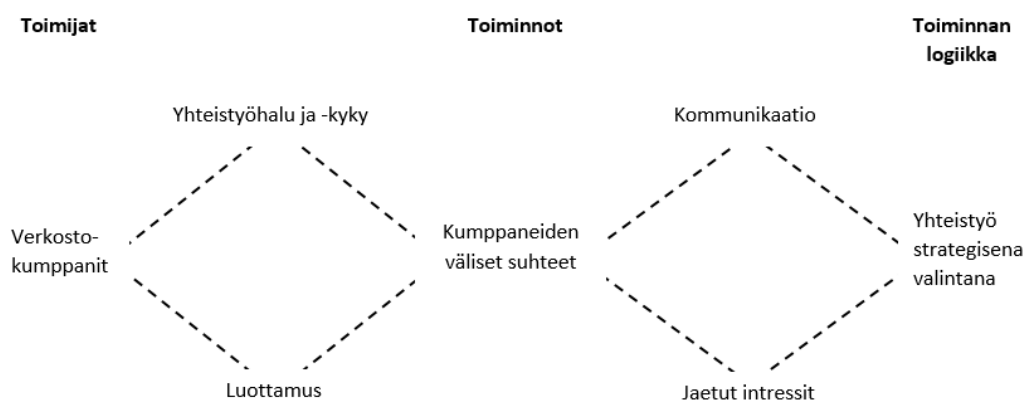 Toimijat
Toiminnot
Toiminnan
logiikka
Yhteistyöhalu ja -kyky
Kommunikaatio
Verkosto-
kumppanit
Kumppaneiden
väliset suhteet
Yhteistyö
strategisena
valintana
Luottamus
Jaetut intressit